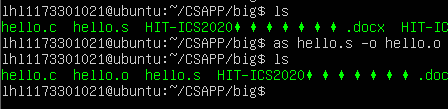 lhl1173301021@ubuntu:~/CSAPP/big$ ls
hello.c hello.s HIT-ICS2020♦ ♦ ♦ ♦ ♦ ♦ ♦ .docx HIT-ICS
lhl1173301021@ubuntu:~/CSAPP/big$ as hello.s -o hello.o
lhl1173301021@ubuntu:~/CSAPP/big$ ls
hello.c hello.o hello.s HIT-ICS2020♦ ♦ ♦ ♦ ♦ ♦ ♦ .doc
lhl1173301021@ubuntu:~/CSAPP/big$